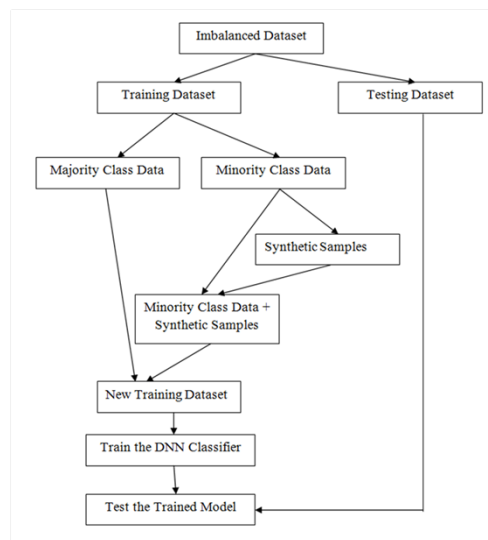 Imbalanced Dataset
Training Dataset
Testing Dataset
Majority Class Data
Minority Class Data
Synthetic Samples
Minority Class Data +
Synthetic Samples
New Training Dataset
Train the DNN Classifier
Test the Trained Model